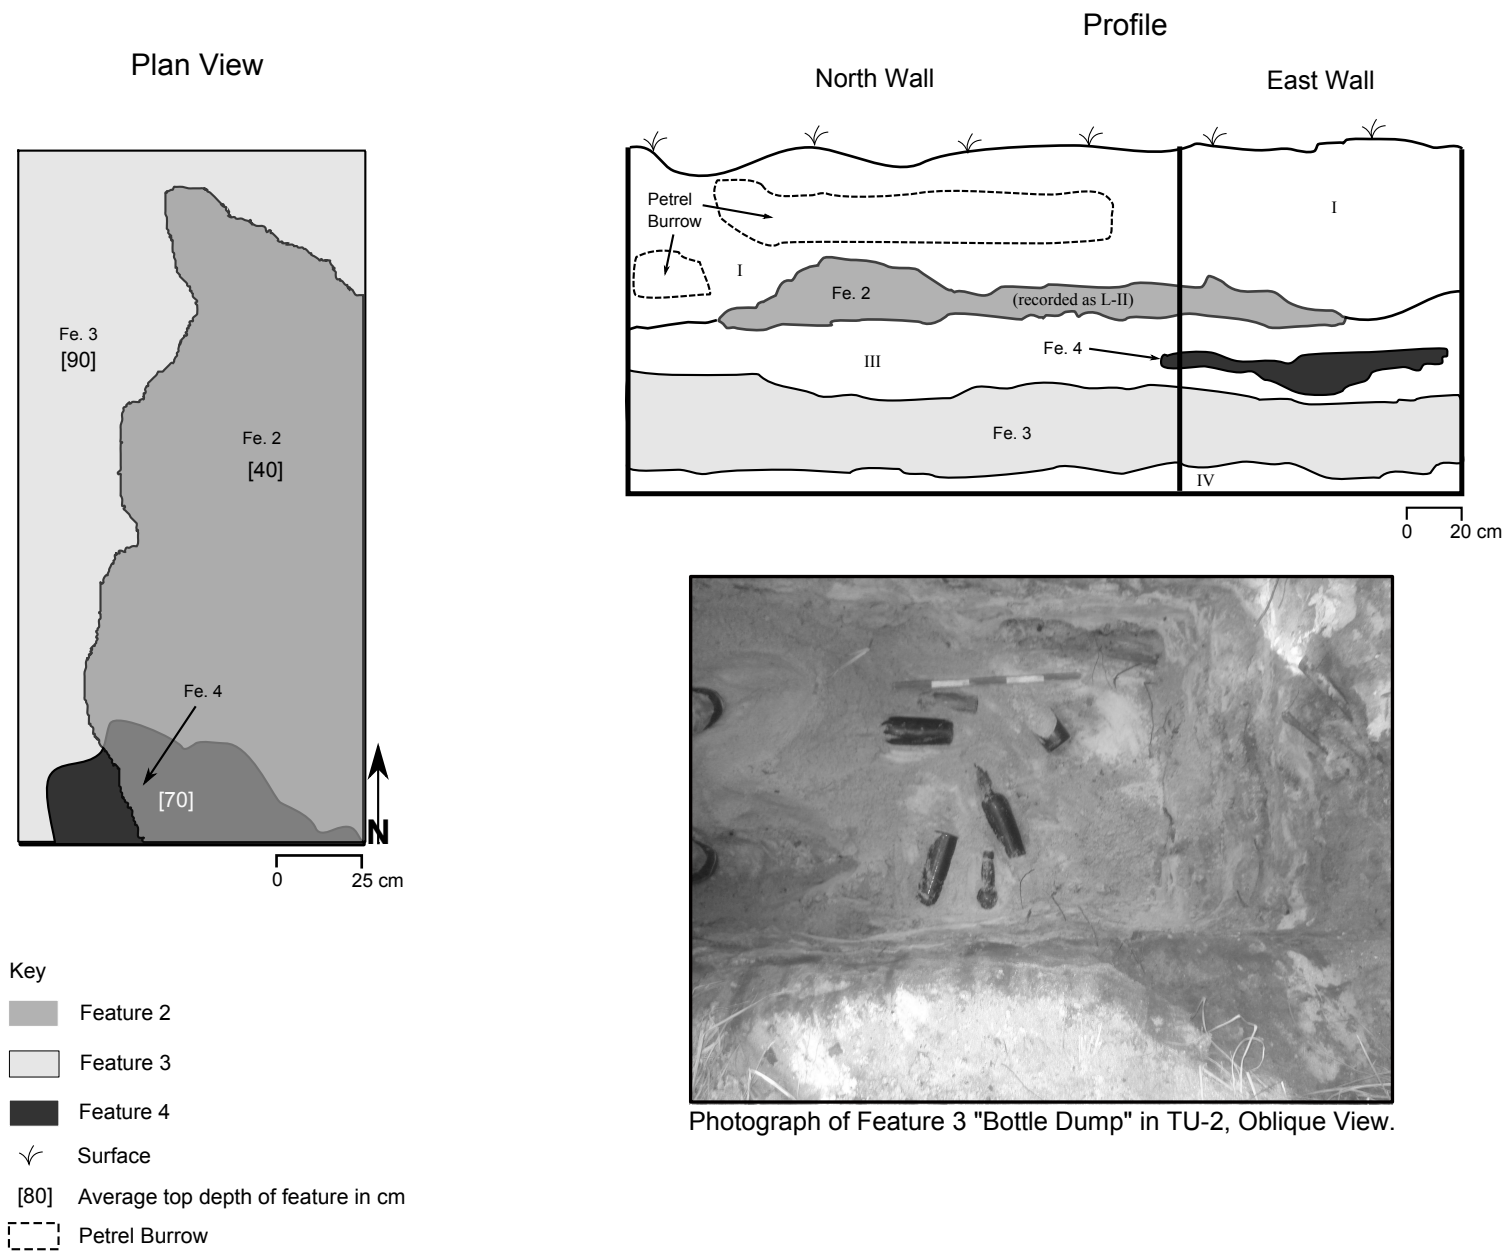 Plan View
Fe. 3
[90]
Fe. 2
[40]
Fe. 4
[70]
N
0 25 cm
Profile
North Wall
East Wall
Petrel
Burrow
I
I
Fe. 2
(recorded as L-II)
Fe. 4
III
Fe. 3
IV
0 20 cm
Photograph of Feature 3 "Bottle Dump" in TU-2, Oblique View.
Key
Feature 2
Feature 3
Feature 4
Surface
[80] Average top depth of feature in cm
Petrel Burrow